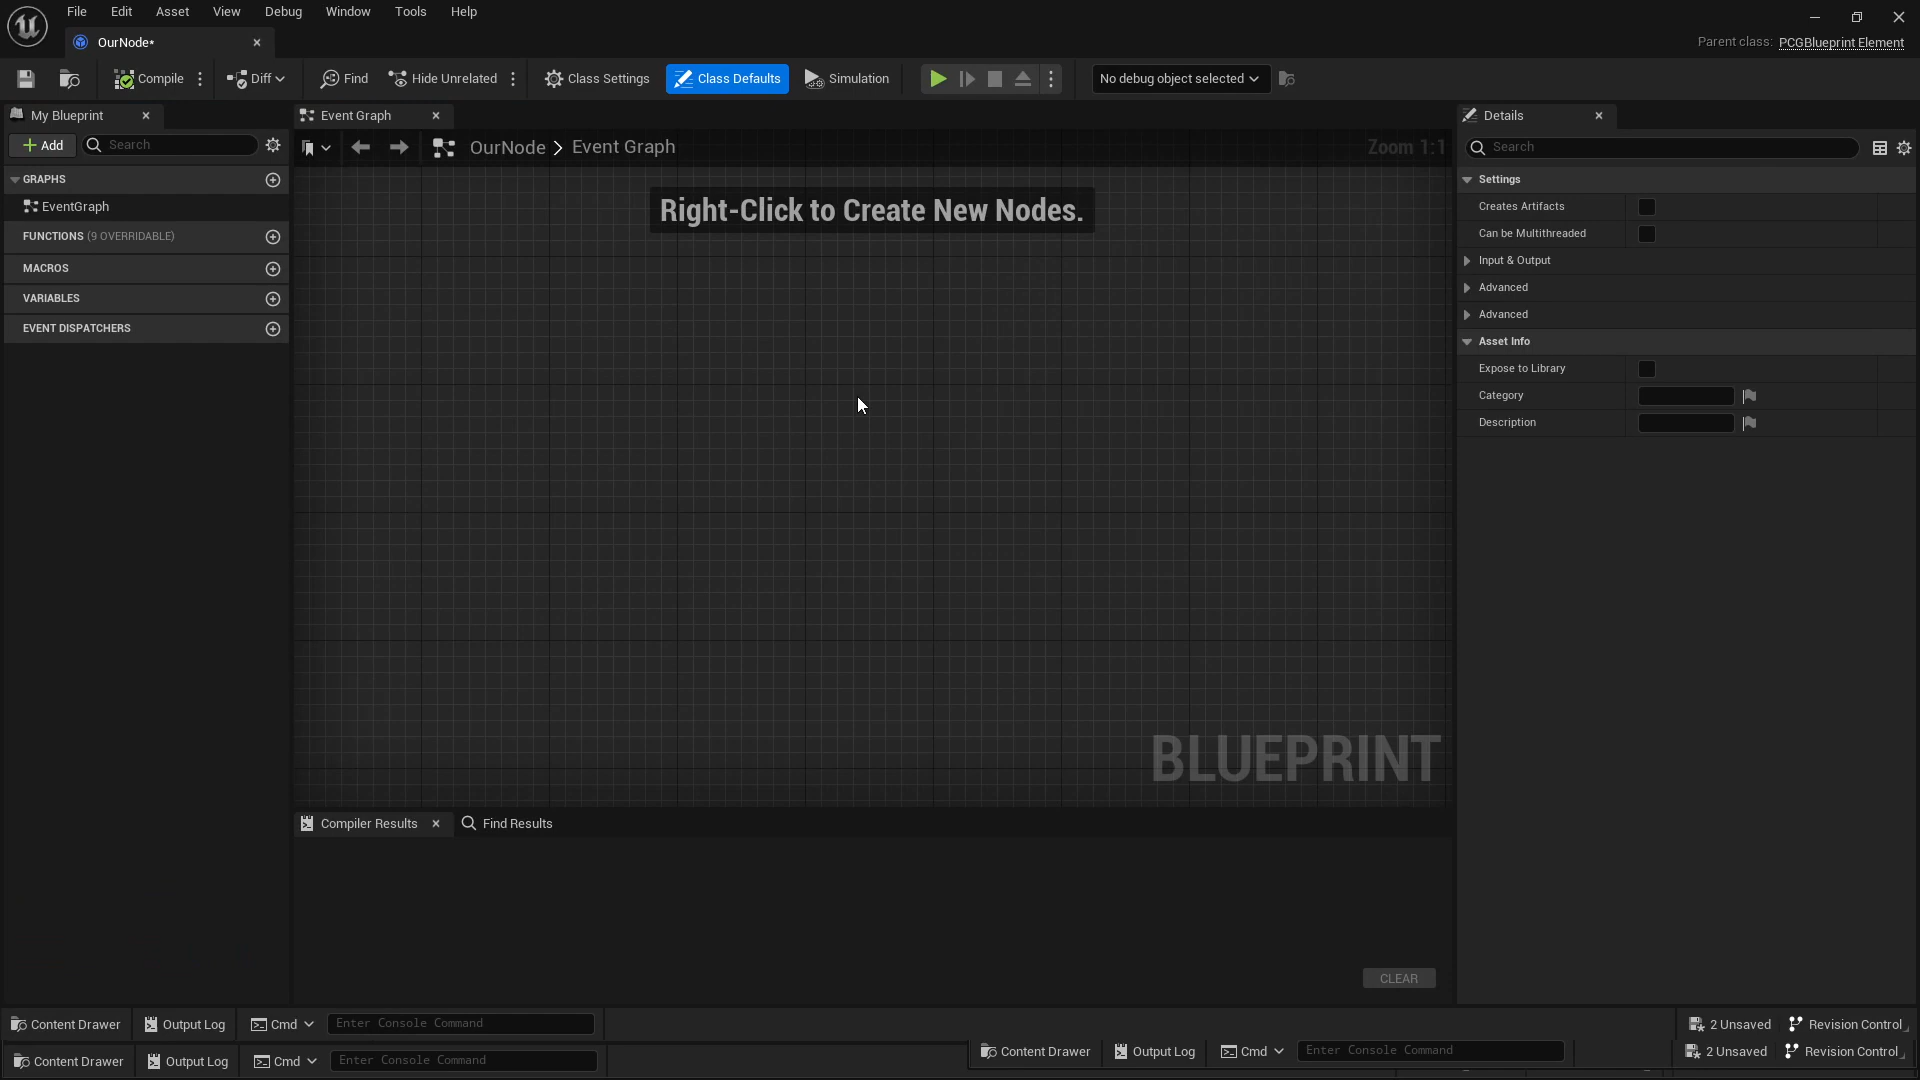 File Edit Asset View Debug Window Tools Help
OurNode*
Parent class: PCGBlueprint Element
Compile Diff Find Hide Unrelated Class Settings Class Defaults Simulation No debug object selected
My Blueprint
Event Graph
Details
Add Search
OurNode > Event Graph Zoom 1:1
Search
GRAPHS
EventGraph
FUNCTIONS (9 OVERRIDABLE)
MACROS
VARIABLES
EVENT DISPATCHERS
Right-Click to Create New Nodes.
BLUEPRINT
Settings
Creates Artifacts
Can be Multithreaded
Input & Output
Advanced
Advanced
Asset Info
Expose to Library
Category
Description
Compiler Results Find Results
CLEAR
Content Drawer Output Log Cmd Enter Console Command 2 Unsaved Revision Control
Content Drawer Output Log Cmd Enter Console Command
Content Drawer Output Log Cmd Enter Console Command 2 Unsaved Revision Control